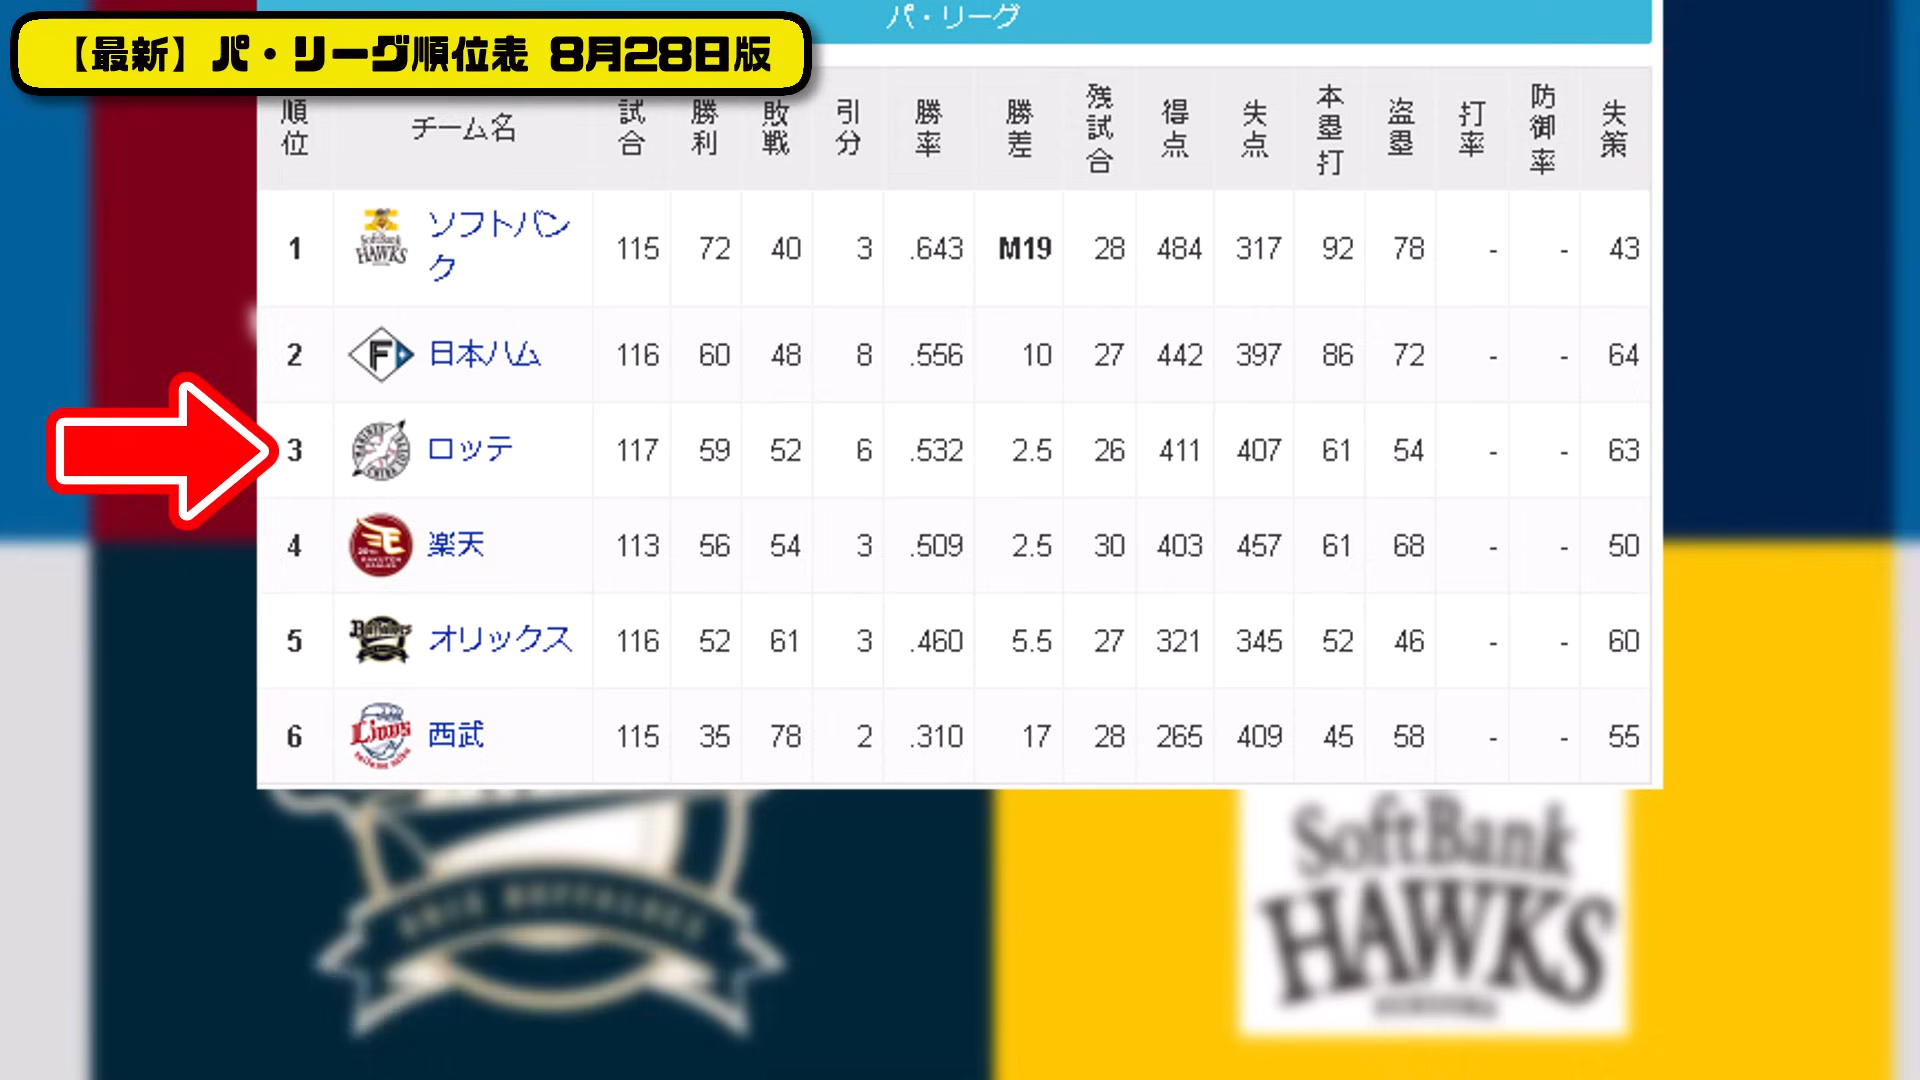 パ・リーグ
【最新】パ・リーグ順位表 8月28日版
順位 チーム名 試合 勝利 敗戦 引分 勝率 勝差 残試合 得点 失点 本塁打 盗塁 打率 防御率 失策
1 SoftBank HAWKS ソフトバンク 115 72 40 3 .643 M19 28 484 317 92 78 - - 43
2 F 日本ハム 116 60 48 8 .556 10 27 442 397 86 72 - - 64
3 ロッテ 117 59 52 6 .532 2.5 26 411 407 61 54 - - 63
4 E 楽天 113 56 54 3 .509 2.5 30 403 457 61 68 - - 50
5 Buffaloes オリックス 116 52 61 3 .460 5.5 27 321 345 52 46 - - 60
6 Lions 西武 115 35 78 2 .310 17 28 265 409 45 58 - - 55
ORIX BUFFALOES
SoftBank
HAWKS